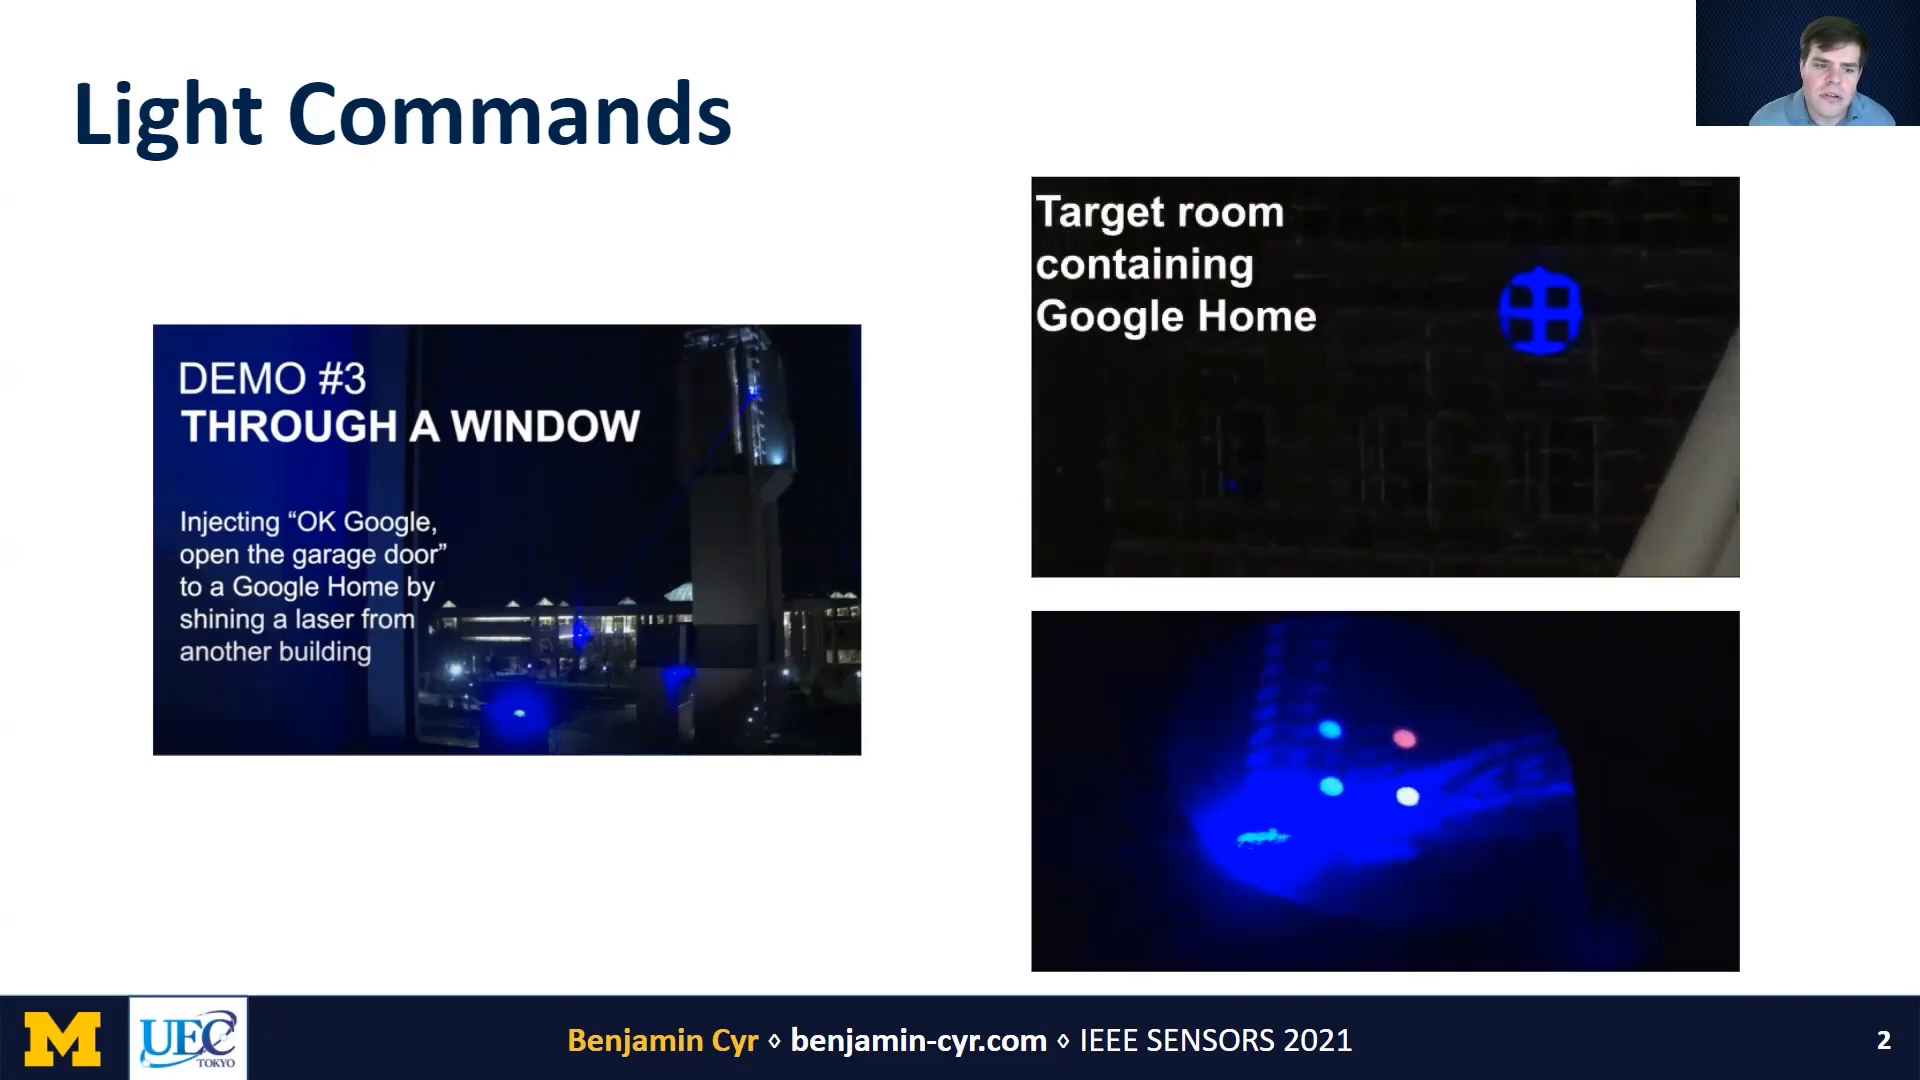 Light Commands
DEMO #3
THROUGH A WINDOW
Injecting “OK Google,
open the garage door”
to a Google Home by
shining a laser from
another building
Target room
containing
Google Home
M
UEC
TOKYO
Benjamin Cyr ⬨ benjamin-cyr.com ⬨ IEEE SENSORS 2021
2